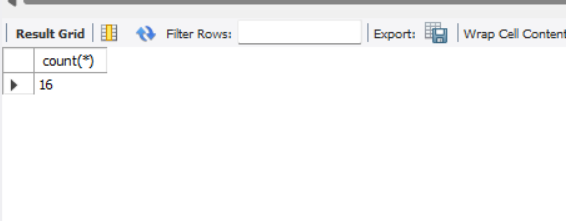 Result Grid Filter Rows: Export: Wrap Cell Content
count(*)
16